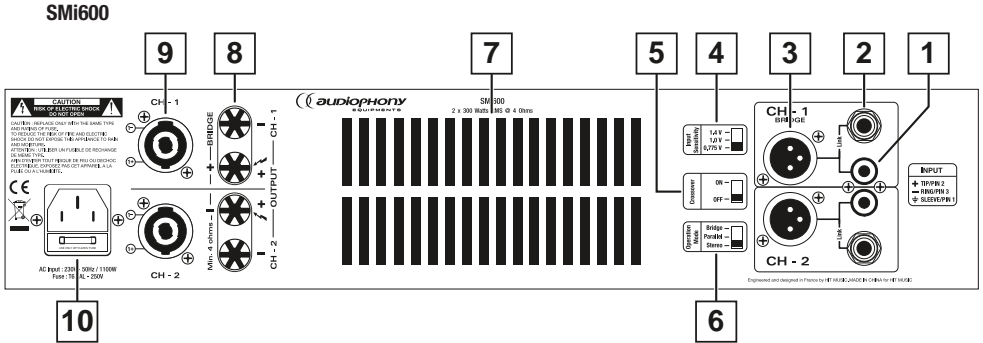 SMi600
9
8
7
5
4
3
2
1
CAUTION
RISK OF ELECTRIC SHOCK
DO NOT OPEN
CAUTION : REPLACE ONLY WITH THE SAME TYPE
AND RATING OF FUSE.
TO REDUCE THE RISK OF FIRE AND ELECTRIC
SHOCK DO NOT EXPOSE THIS APPLIANCE TO RAIN
AND MOISTURE.
ATTENTION : UTILISER UN FUSIBLE DE RECHANGE
DE MEME TYPE.
AFIN D'EVITER TOUT RISQUE DE FEU OU DECHOC
ELECTRIQUE, EXPOSEZ PAS CET APPAREIL A LA
PLUIE OU A L'HUMIDITE.
CE
AC Input : 230V - 50Hz / 1100W
Fuse : T6 AL - 250V
CH - 1
1-
1+
1-
1+
CH - 2
BRIDGE
+
Min. 4 ohms
CH - 1
OUTPUT
CH - 2
audiophony
EQUIPMENTS
SMi600
2 x 300 Watts RMS @ 4 Ohms
Input
Sensitivity
1,4 V
1,0 V
0,775 V
Crossover
ON
OFF
Operation
Mode
Bridge
Parallel
Stereo
CH - 1
BRIDGE
Link
Link
CH - 2
INPUT
+ TIP/PIN 2
- RING/PIN 3
⏚ SLEEVE/PIN 1
Engineered and designed in France by HIT MUSIC, MADE IN CHINA for HIT MUSIC
10
6